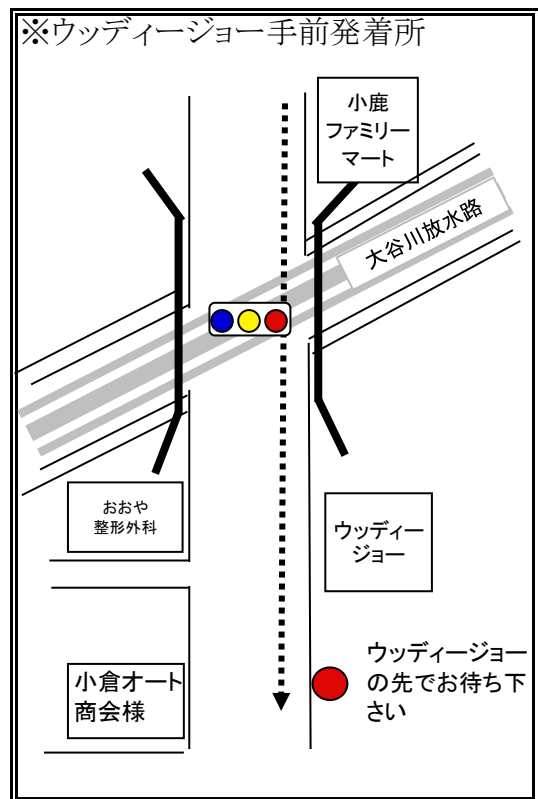 ※ウッディージョー手前発着所
小鹿
ファミリー
マート
大谷川放水路
おおや
整形外科
ウッディー
ジョー
小倉オート
商会様
ウッディージョー
の先でお待ち下
さい